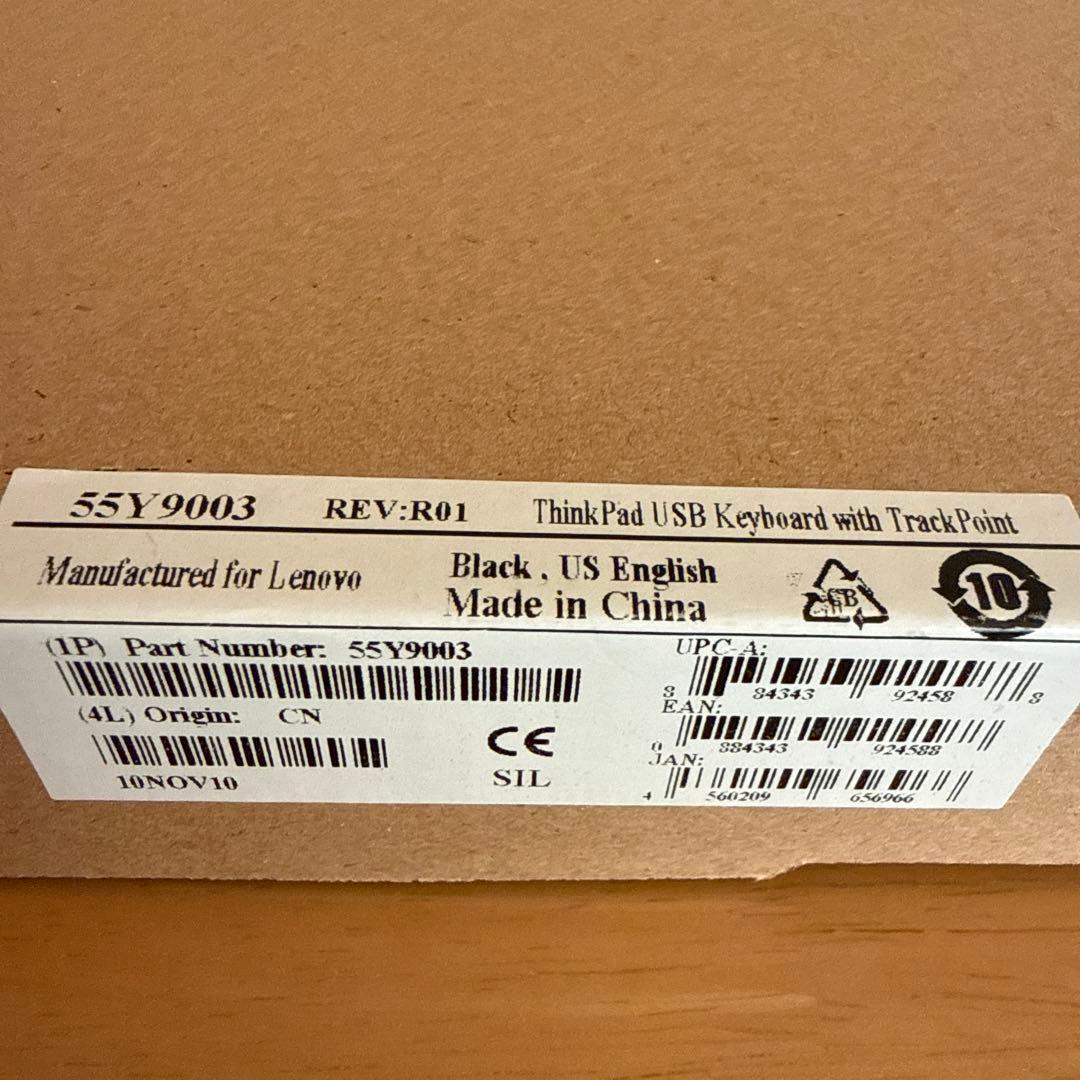 55Y9003 REV:R01 ThinkPad USB Keyboard with TrackPoint
Manufactured for Lenovo
Black , US English
Made in China
10
(1P) Part Number: 55Y9003
(4L) Origin: CN
10NOV10
CE
SIL
UPC-A:
8 84343 92458 8
EAN:
0 884343 924588
JAN:
4 560209 656966